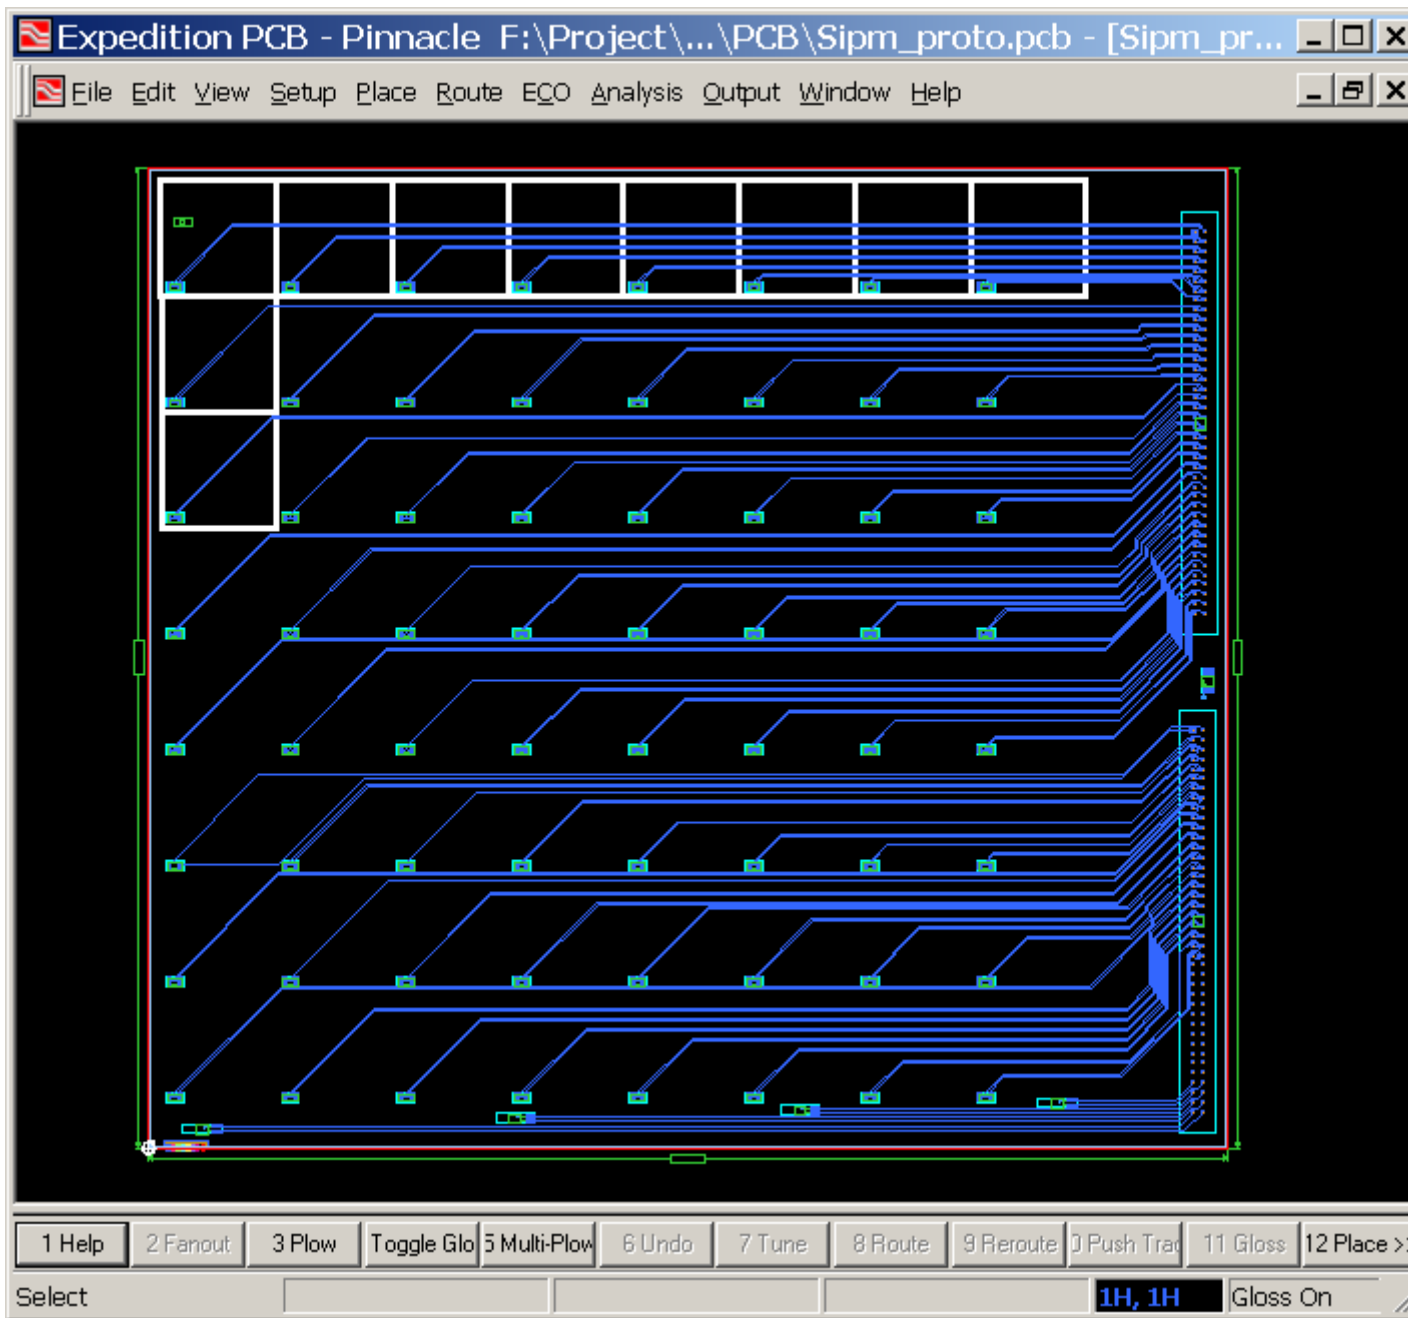 Expedition PCB - Pinnacle F:\Project\...\PCB\Sipm_proto.pcb - [Sipm_pr...
File Edit View Setup Place Route ECO Analysis Output Window Help
1 Help 2 Fanout 3 Plow Toggle Glo 5 Multi-Plow 6 Undo 7 Tune 8 Route 9 Reroute 0 Push Trac 11 Gloss 12 Place >:
Select 1H, 1H Gloss On